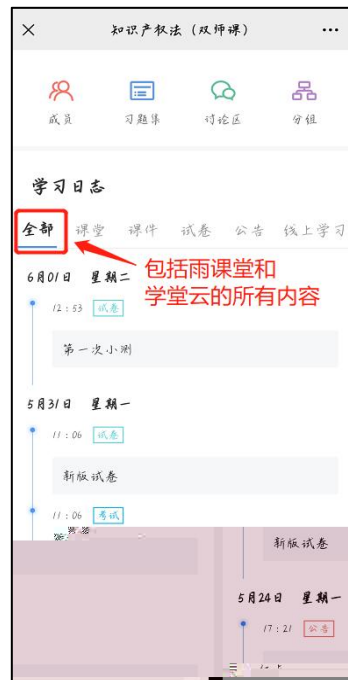 知识产权法（双师课）
成员 习题集 讨论区 分组
学习日志
全部 课堂 课件 试卷 公告 线上学习
包括雨课堂和
学堂云的所有内容
6月01日 星期二
12:53 试卷
第一次小测
5月31日 星期一
11:06 试卷
新版试卷
11:06 考试
新版试卷
5月24日 星期一
17:21 公告